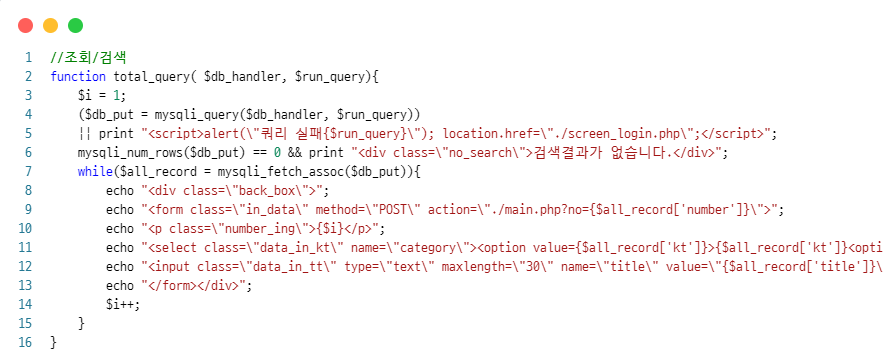 1 //조회/검색
2 function total_query( $db_handler, $run_query){
3 $i = 1;
4 ($db_put = mysqli_query($db_handler, $run_query))
5 || print "<script>alert(\"쿼리 실패{$run_query}\"); location.href=\"./screen_login.php\";</script>";
6 mysqli_num_rows($db_put) == 0 && print "<div class=\"no_search\">검색결과가 없습니다.</div>";
7 while($all_record = mysqli_fetch_assoc($db_put)){
8 echo "<div class=\"back_box\">";
9 echo "<form class=\"in_data\" method=\"POST\" action=\"./main.php?no={$all_record['number']}\">";
10 echo "<p class=\"number_ing\">{$i}</p>";
11 echo "<select class=\"data_in_kt\" name=\"category\"><option value={$all_record['kt']}>{$all_record['kt']}<opti
12 echo "<input class=\"data_in_tt\" type=\"text\" maxlength=\"30\" name=\"title\" value=\"{$all_record['title']}\
13 echo "</form></div>";
14 $i++;
15 }
16 }